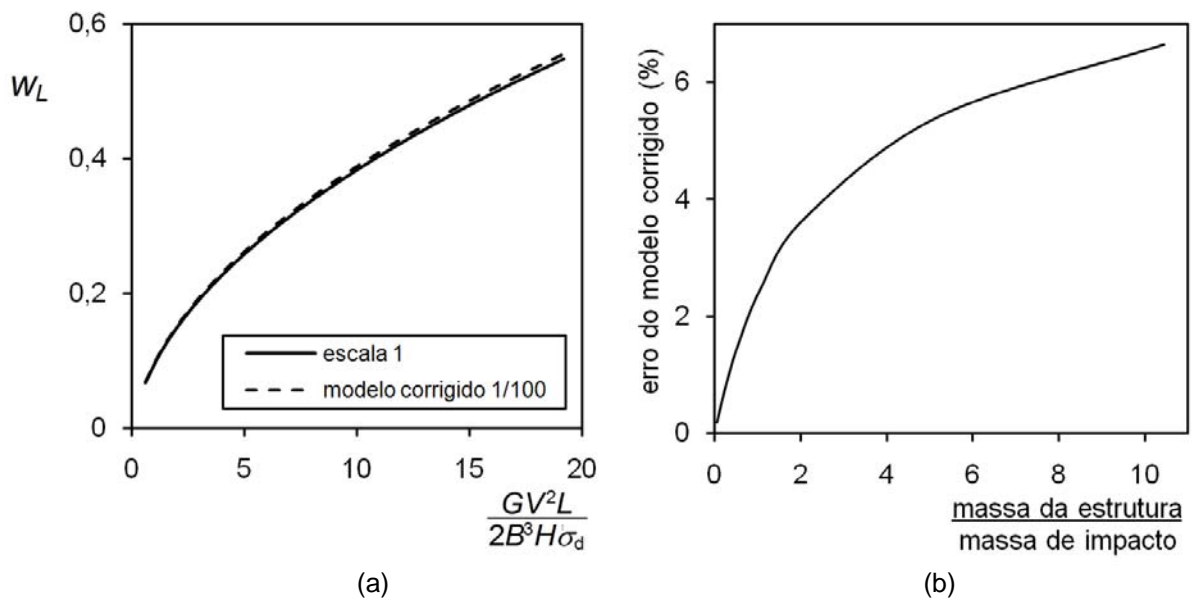 0,6
W_L
0,4
0,2
0
escala 1
modelo corrigido 1/100
0 5 10 15 20
GV²L
2B³Hσ_d
(a)
erro do modelo corrigido (%)
6
4
2
0
0 2 4 6 8 10
massa da estrutura
massa de impacto
(b)